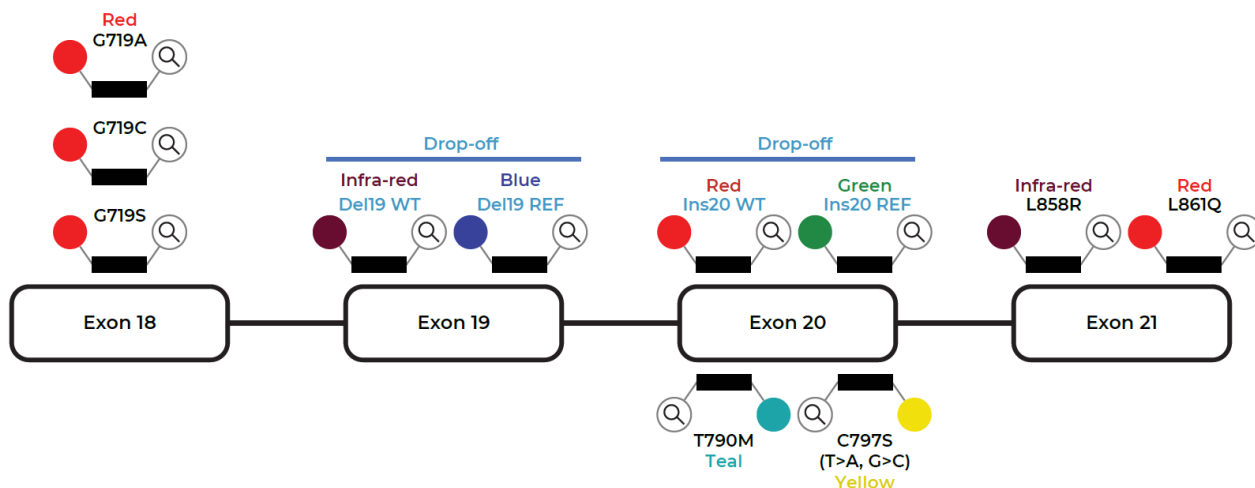 Red
G719A
G719C
G719S
Drop-off
Infra-red
Del19 WT
Blue
Del19 REF
Drop-off
Red
Ins20 WT
Green
Ins20 REF
Infra-red
L858R
Red
L861Q
Exon 18
Exon 19
Exon 20
Exon 21
T790M
Teal
C797S
(T>A, G>C)
Yellow